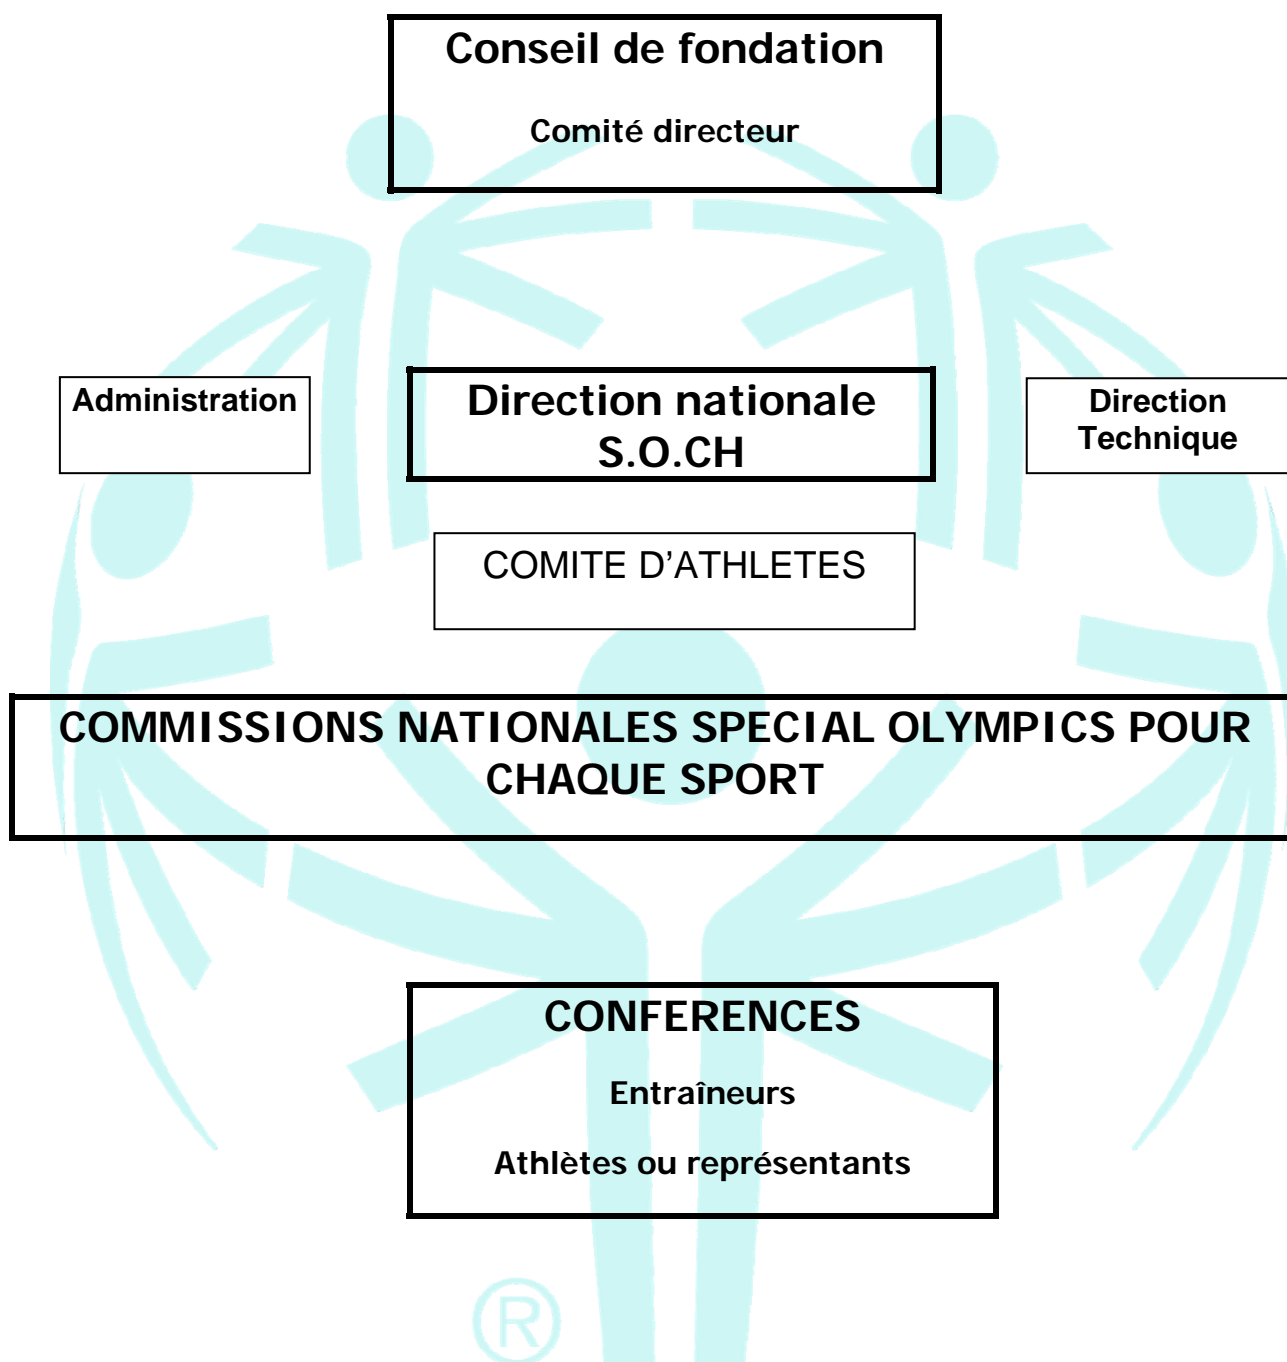 Conseil de fondation
Comité directeur
Administration
Direction nationale
S.O.CH
Direction
Technique
COMITE D’ATHLETES
COMMISSIONS NATIONALES SPECIAL OLYMPICS POUR
CHAQUE SPORT
CONFERENCES
Entraîneurs
Athlètes ou représentants
®